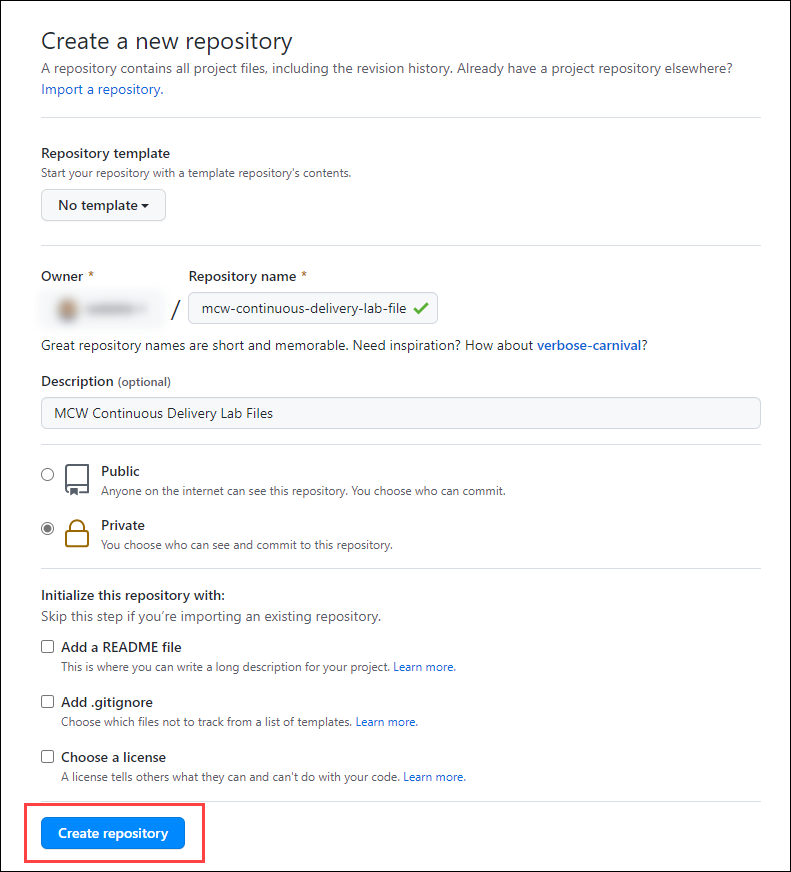 Create a new repository
A repository contains all project files, including the revision history. Already have a project repository elsewhere?
Import a repository.
Repository template
Start your repository with a template repository's contents.
No template
Owner *
Repository name *
/
mcw-continuous-delivery-lab-file
Great repository names are short and memorable. Need inspiration? How about verbose-carnival?
Description (optional)
MCW Continuous Delivery Lab Files
Public
Anyone on the internet can see this repository. You choose who can commit.
Private
You choose who can see and commit to this repository.
Initialize this repository with:
Skip this step if you're importing an existing repository.
Add a README file
This is where you can write a long description for your project. Learn more.
Add .gitignore
Choose which files not to track from a list of templates. Learn more.
Choose a license
A license tells others what they can and can't do with your code. Learn more.
Create repository